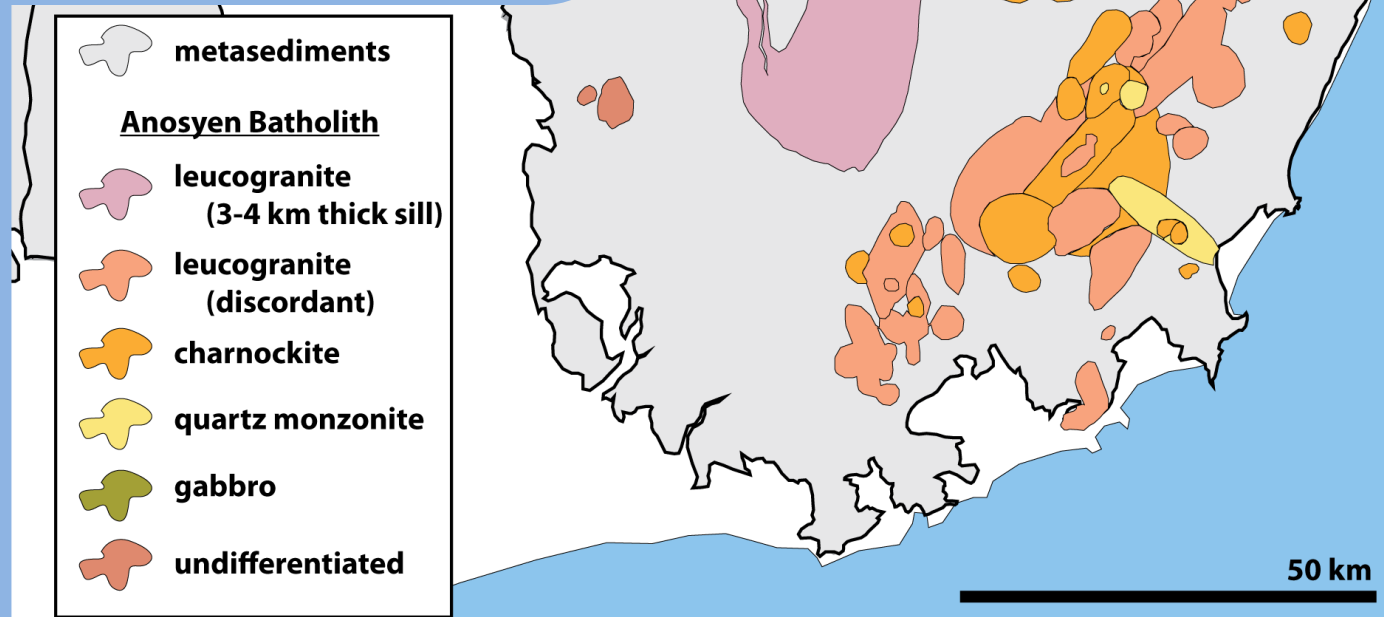 metasediments
Anosyen Batholith
leucogranite
(3-4 km thick sill)
leucogranite
(discordant)
charnockite
quartz monzonite
gabbro
undifferentiated
50 km